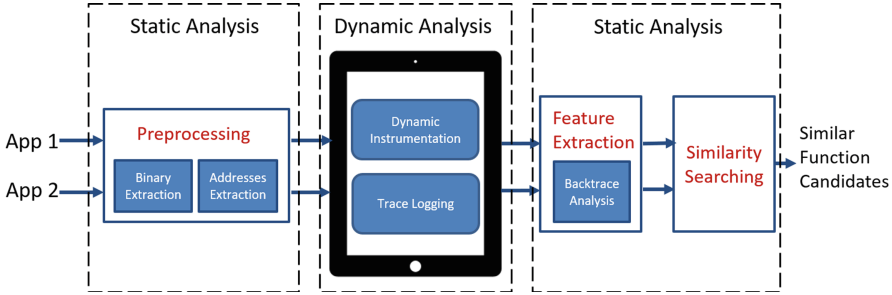 Static Analysis
Dynamic Analysis
Static Analysis
App 1
App 2
Preprocessing
Binary
Extraction
Addresses
Extraction
Dynamic
Instrumentation
Trace Logging
Feature
Extraction
Backtrace
Analysis
Similarity
Searching
Similar
Function
Candidates